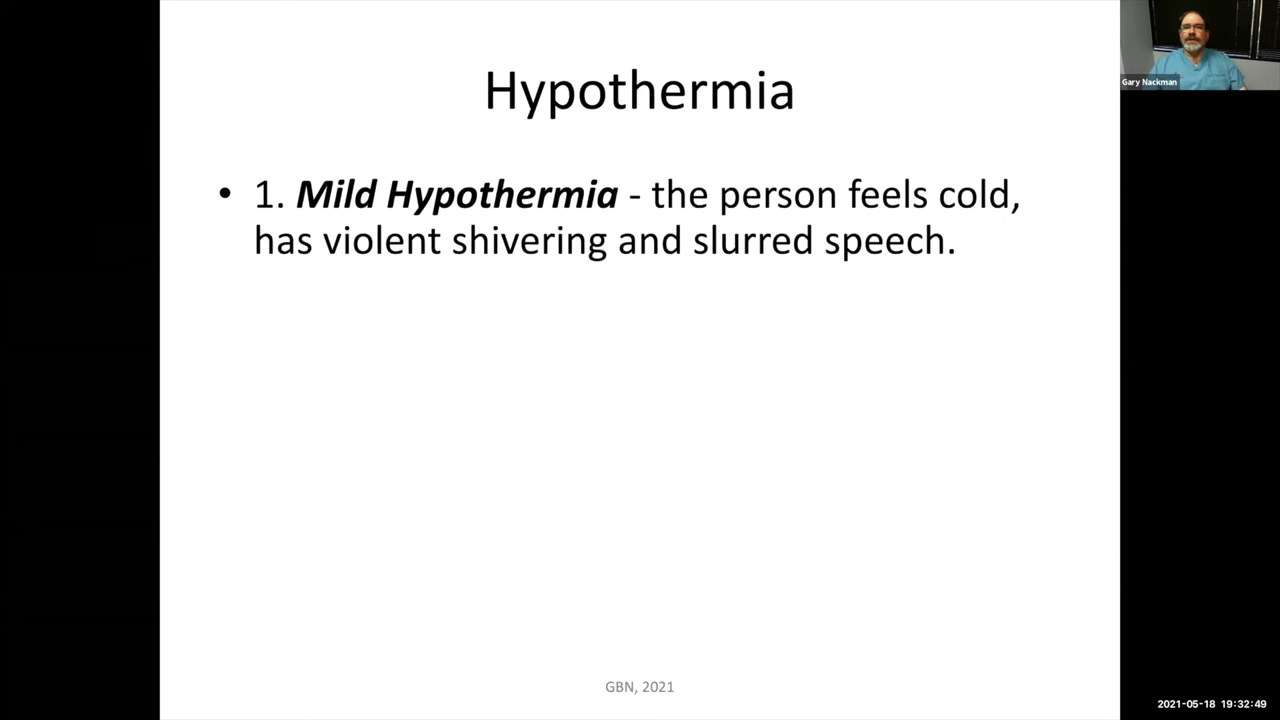 Hypothermia
• 1. Mild Hypothermia - the person feels cold,
has violent shivering and slurred speech.
GBN, 2021
Gary Nackman
2021-05-18 19:32:49